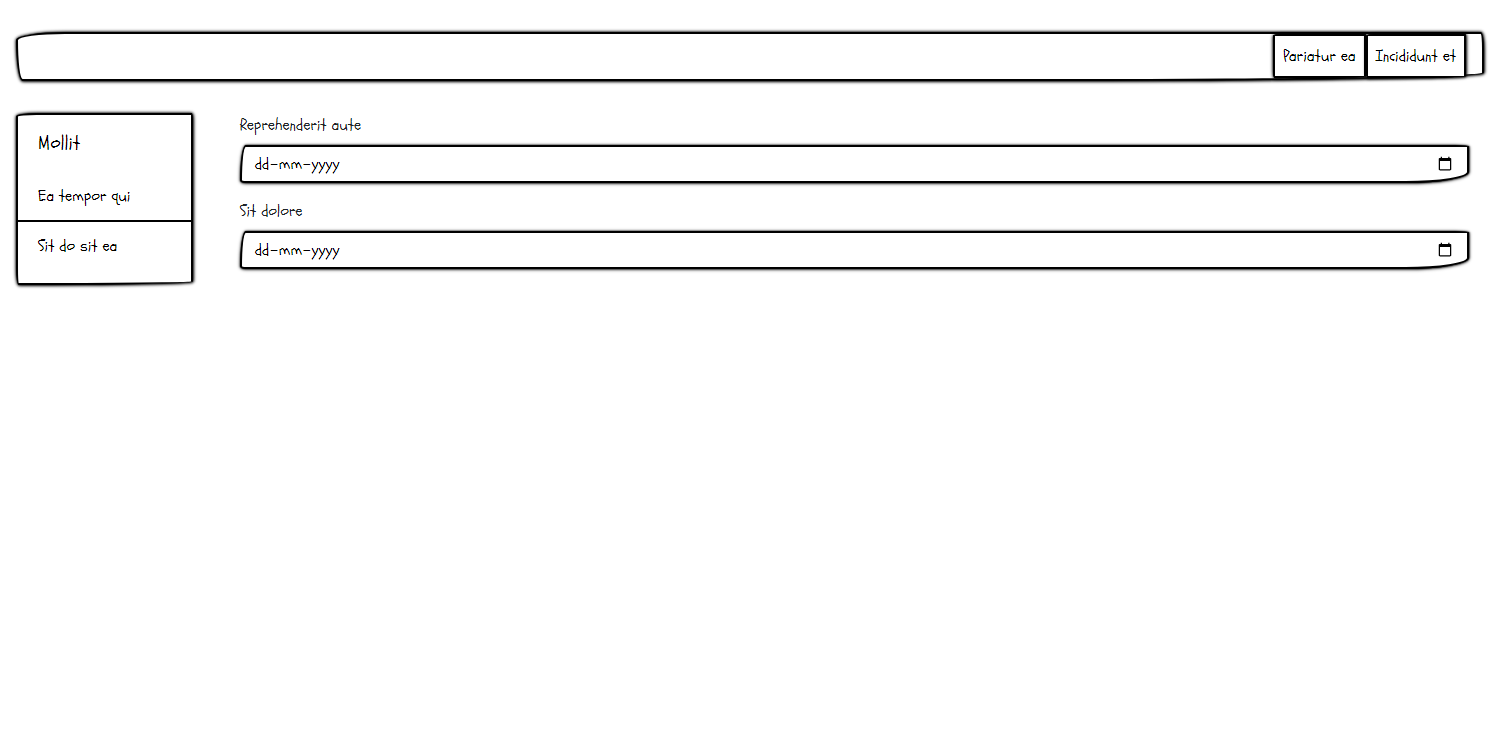 Pariatur ea
Incididunt et
Mollit
Ea tempor qui
Sit do sit ea
Reprehenderit aute
dd-mm-yyyy
Sit dolore
dd-mm-yyyy